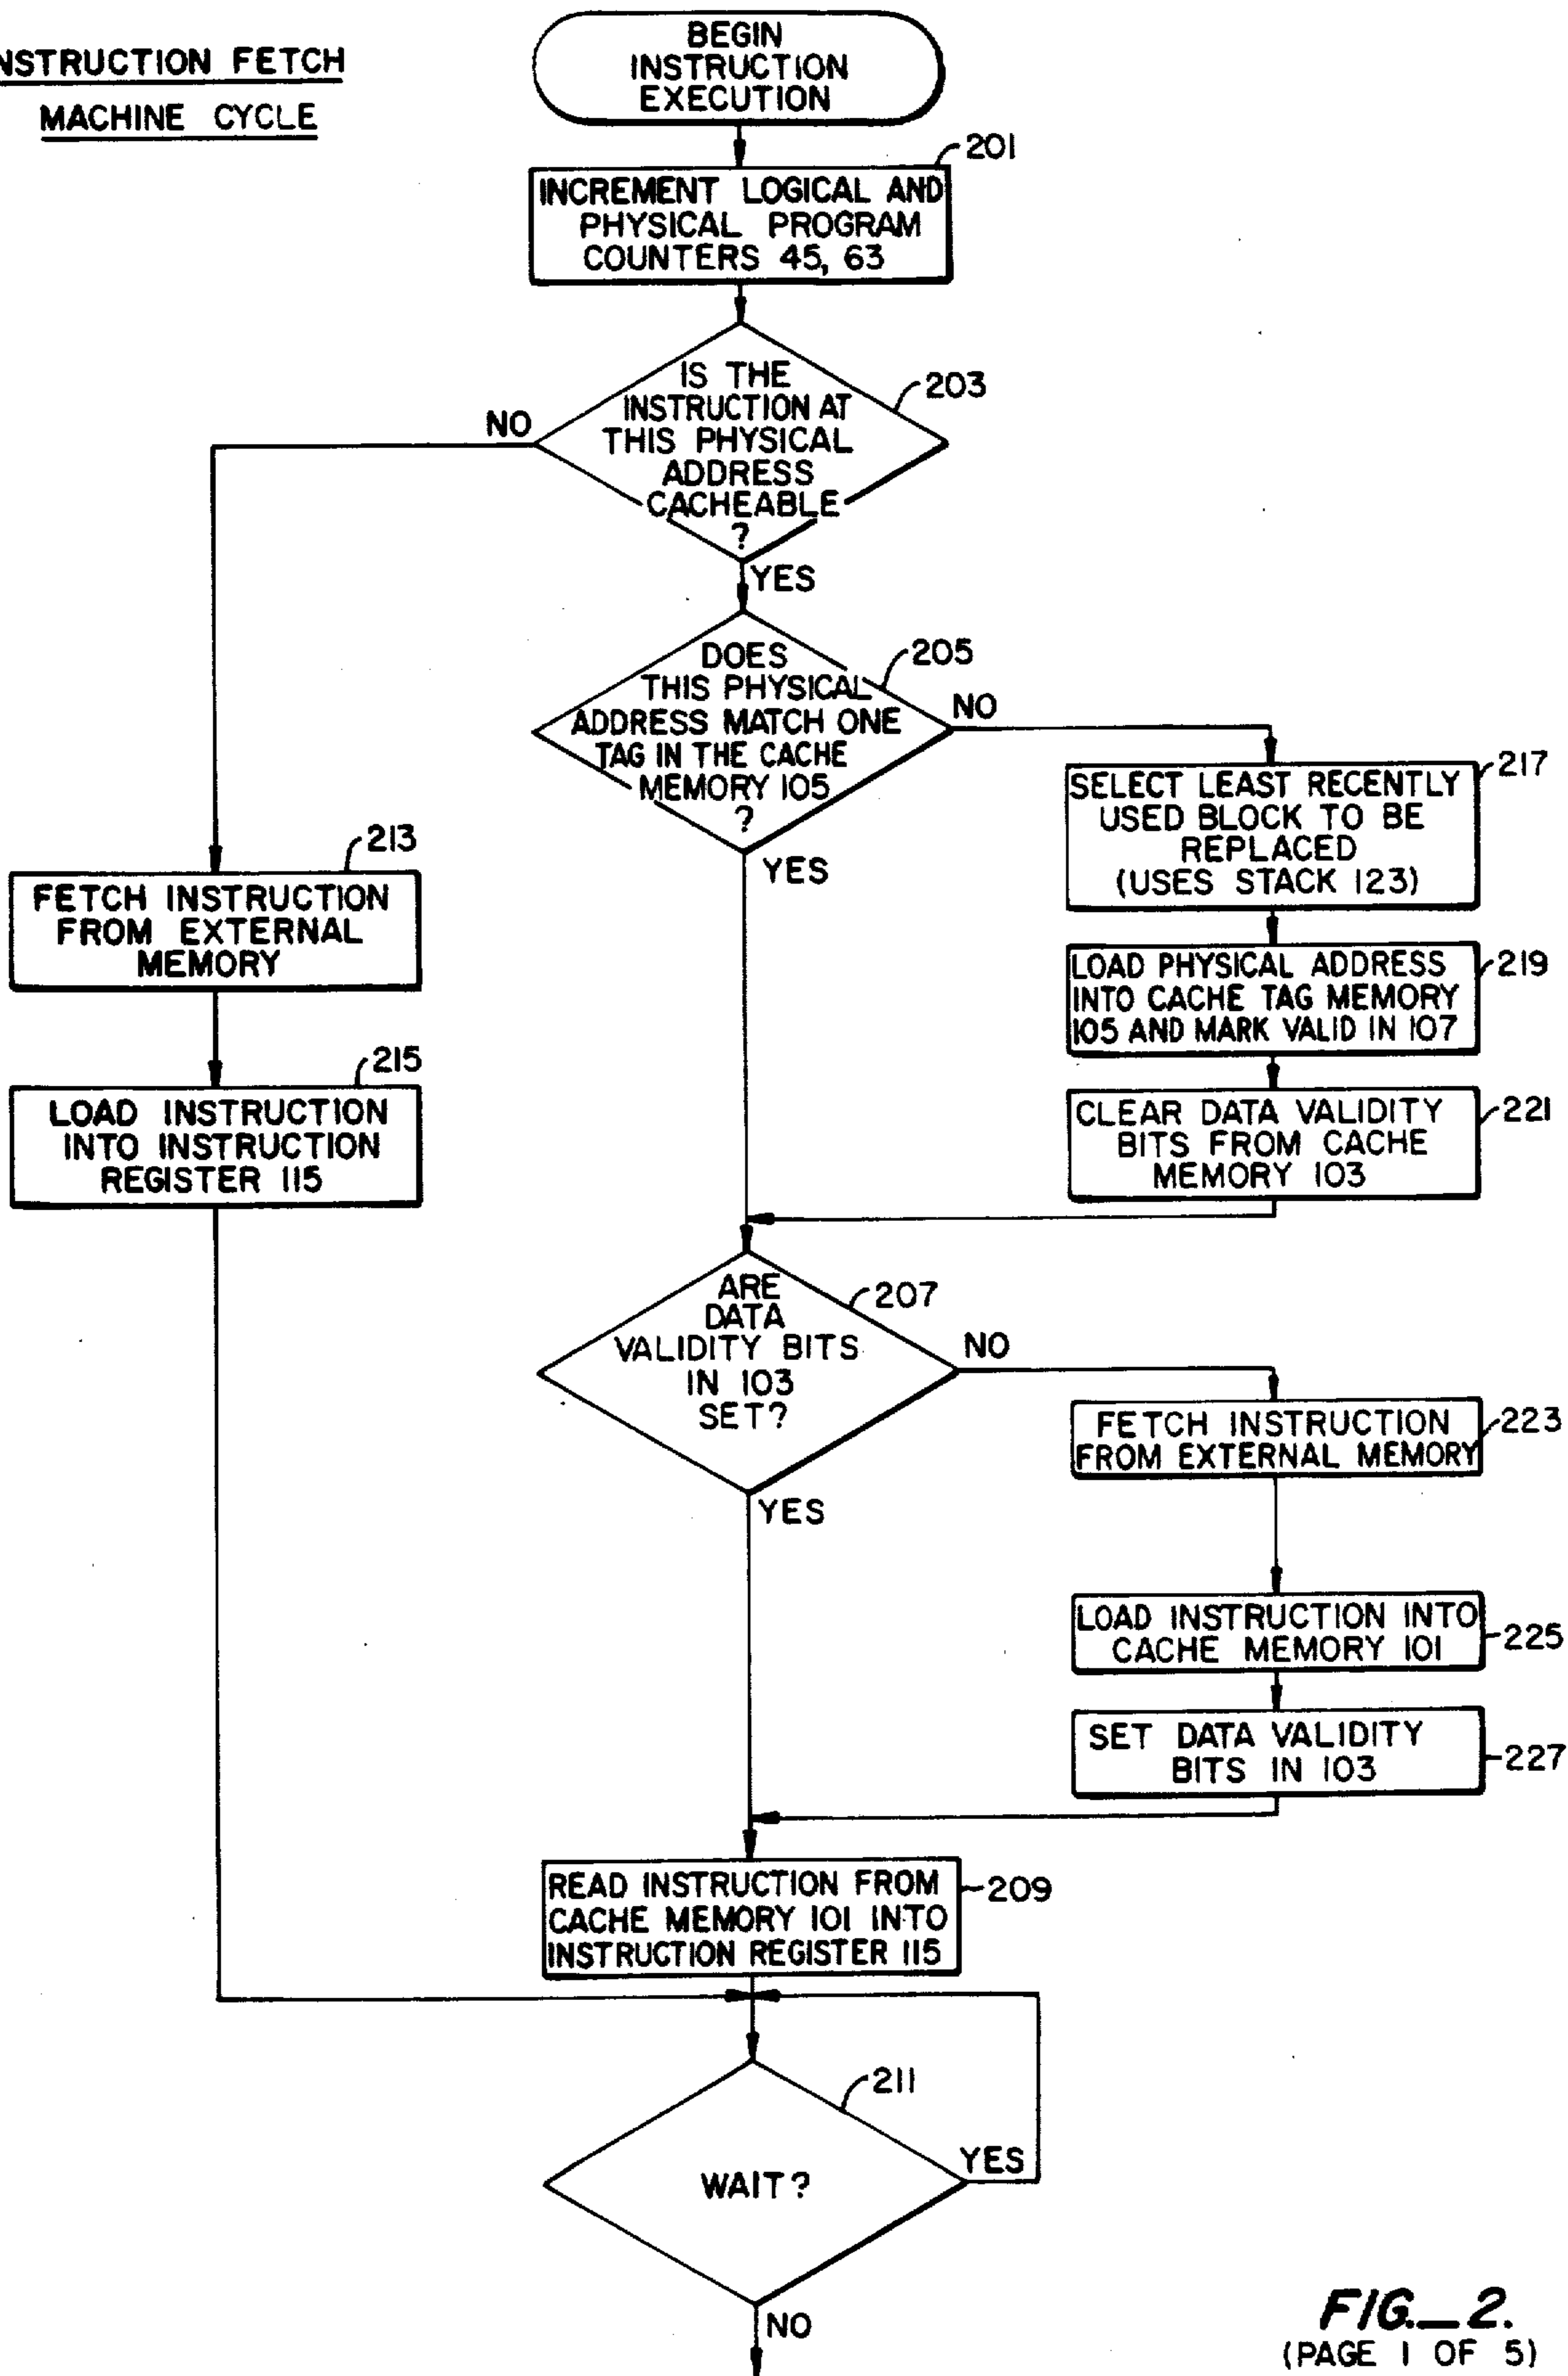 NSTRUCTION FETCH
MACHINE CYCLE
BEGIN
INSTRUCTION
EXECUTION
201
INCREMENT LOGICAL AND
PHYSICAL PROGRAM
COUNTERS 45, 63
203
IS THE
INSTRUCTION AT
THIS PHYSICAL
ADDRESS
CACHEABLE
?
NO
YES
205
DOES
THIS PHYSICAL
ADDRESS MATCH ONE
TAG IN THE CACHE
MEMORY 105
?
NO
YES
217
SELECT LEAST RECENTLY
USED BLOCK TO BE
REPLACED
(USES STACK 123)
219
LOAD PHYSICAL ADDRESS
INTO CACHE TAG MEMORY
105 AND MARK VALID IN 107
221
CLEAR DATA VALIDITY
BITS FROM CACHE
MEMORY 103
213
FETCH INSTRUCTION
FROM EXTERNAL
MEMORY
215
LOAD INSTRUCTION
INTO INSTRUCTION
REGISTER 115
207
ARE
DATA
VALIDITY BITS
IN 103
SET?
NO
YES
223
FETCH INSTRUCTION
FROM EXTERNAL MEMORY
LOAD INSTRUCTION INTO
CACHE MEMORY 101
225
SET DATA VALIDITY
BITS IN 103
227
READ INSTRUCTION FROM
CACHE MEMORY 101 INTO
INSTRUCTION REGISTER 115
209
211
WAIT?
YES
NO
FIG._2.
(PAGE 1 OF 5)